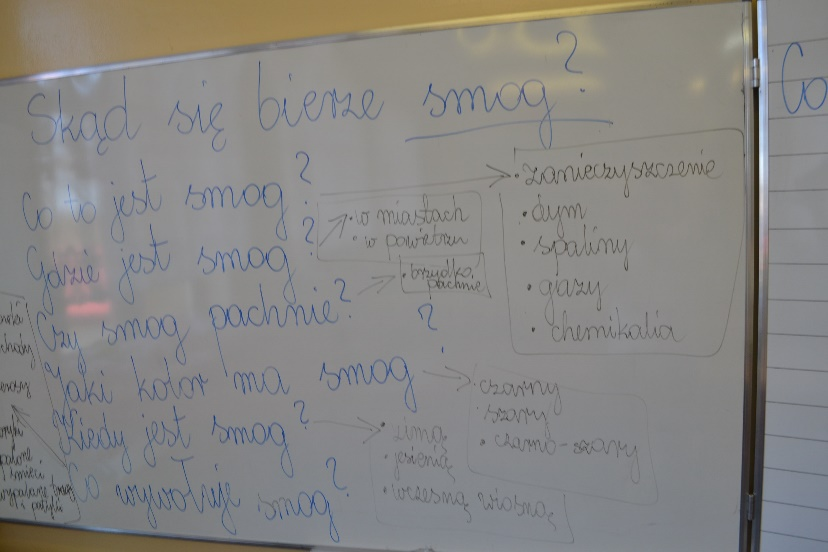 Skąd się bierze smog?
Co to jest smog?
• zanieczyszczenie
• dym
• spaliny
• gazy
• chemikalia
Gdzie jest smog?
• w miastach
• w powietrzu
Czy smog pachnie?
• brzydko pachnie
Jaki kolor ma smog?
czarny
szary
• czarno-szary
Kiedy jest smog?
• zimą
• jesienią
• wczesną wiosną
Co wywołuje smog?
śmieci
Co